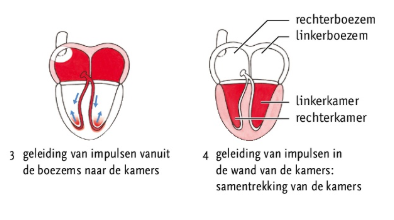 rechterboezem
linkerboezem
linkerkamer
rechterkamer
3 geleiding van impulsen vanuit
de boezems naar de kamers
4 geleiding van impulsen in
de wand van de kamers:
samentrekking van de kamers